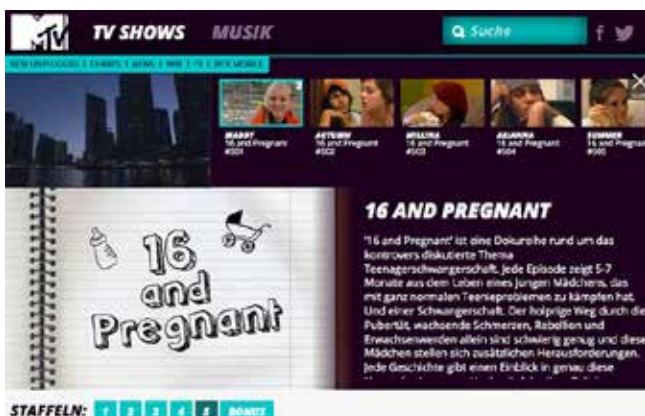 MTV TV SHOWS MUSIK Suche
MADDY
16 and Pregnant
#501
AUTUMN
16 and Pregnant
#502
MILLINA
16 and Pregnant
#503
ARIANNA
16 and Pregnant
#504
SUMMER
16 and Pregnant
#505
16
and
Pregnant
16 AND PREGNANT
"16 and Pregnant" ist eine Dokureihe rund um das
kontrovers diskutierte Thema
Teenagerschwangerschaft. Jede Episode zeigt 5-7
Monate aus dem Leben eines jungen Mädchens, das
mit ganz normalen Teenieproblemen zu kämpfen hat.
Und einer Schwangerschaft. Der holprige Weg durch die
Pubertät, wachsende Schmerzen, Rebellion und
Erwachsenwerden allein sind schwierig genug und diese
Mädchen stellen sich zusätzlichen Herausforderungen.
Jede Geschichte gibt einen Einblick in genau diese
STAFFELN: 1 2 3 4 5 BONUS